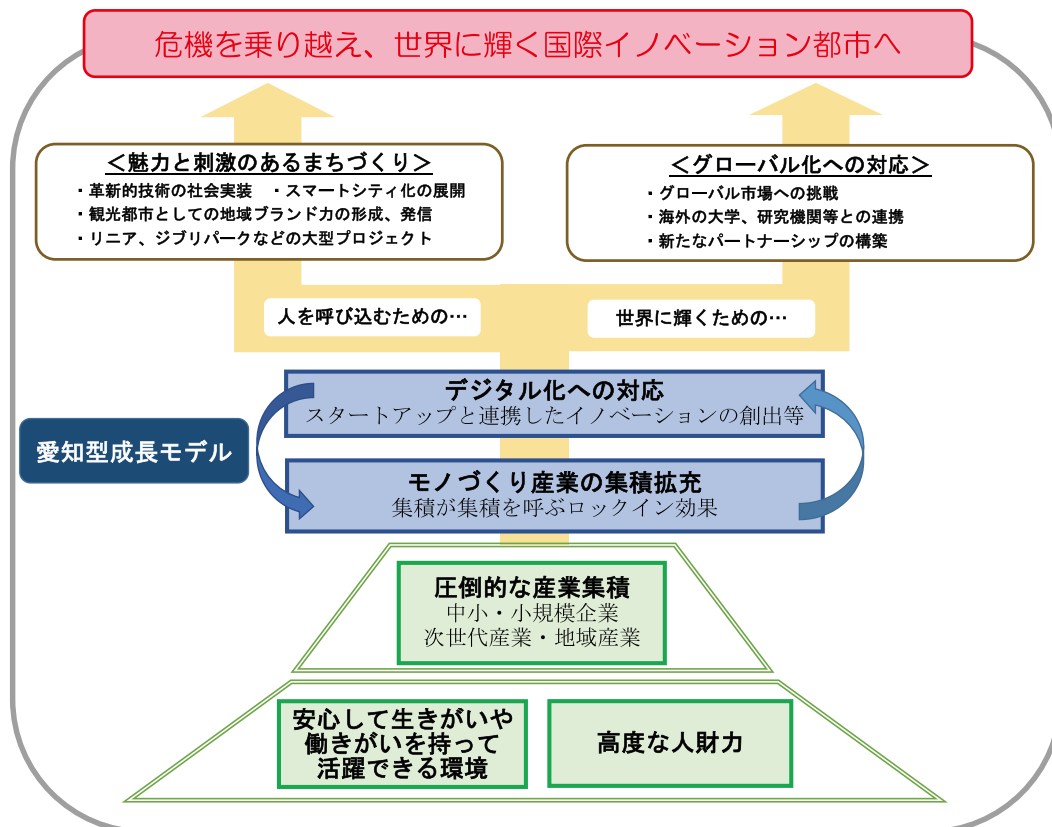 危機を乗り越え、世界に輝く国際イノベーション都市へ
＜魅力と刺激のあるまちづくり＞
・革新的技術の社会実装　・スマートシティ化の展開
・観光都市としての地域ブランド力の形成、発信
・リニア、ジブリパークなどの大型プロジェクト
＜グローバル化への対応＞
・グローバル市場への挑戦
・海外の大学、研究機関等との連携
・新たなパートナーシップの構築
人を呼び込むための…
世界に輝くための…
デジタル化への対応
スタートアップと連携したイノベーションの創出等
愛知型成長モデル
モノづくり産業の集積拡充
集積が集積を呼ぶロックイン効果
圧倒的な産業集積
中小・小規模企業
次世代産業・地域産業
安心して生きがいや
働きがいを持って
活躍できる環境
高度な人財力